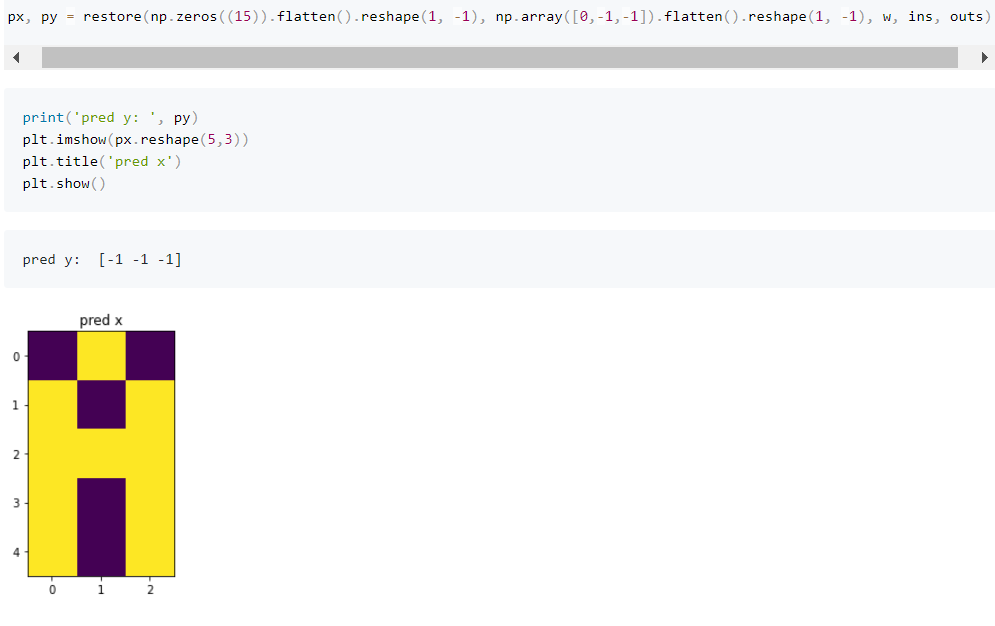 px, py = restore(np.zeros((15)).flatten().reshape(1, -1), np.array([0,-1,-1]).flatten().reshape(1, -1), w, ins, outs)
print('pred y: ', py)
plt.imshow(px.reshape(5,3))
plt.title('pred x')
plt.show()
pred y:  [-1 -1 -1]
pred x
0
1
2
3
4
0 1 2